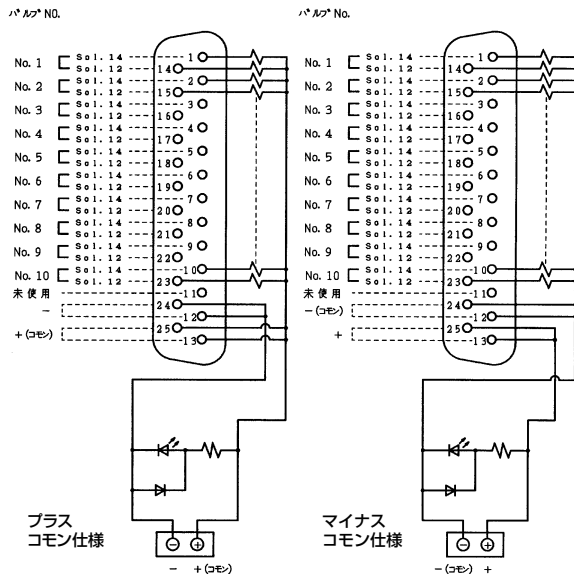 バルブNO.
No. 1 Sol. 14 1
Sol. 12 14
No. 2 Sol. 14 2
Sol. 12 15
No. 3 Sol. 14 3
Sol. 12 16
No. 4 Sol. 14 4
Sol. 12 17
No. 5 Sol. 14 5
Sol. 12 18
No. 6 Sol. 14 6
Sol. 12 19
No. 7 Sol. 14 7
Sol. 12 20
No. 8 Sol. 14 8
Sol. 12 21
No. 9 Sol. 14 9
Sol. 12 22
No. 10 Sol. 14 10
Sol. 12 23
未使用 11
－ 24
12
＋(コモン) 25
13
プラス
コモン仕様
⊖ ⊕
－ ＋(コモン)
バルブNo.
No. 1 Sol. 14 1
Sol. 12 14
No. 2 Sol. 14 2
Sol. 12 15
No. 3 Sol. 14 3
Sol. 12 16
No. 4 Sol. 14 4
Sol. 12 17
No. 5 Sol. 14 5
Sol. 12 18
No. 6 Sol. 14 6
Sol. 12 19
No. 7 Sol. 14 7
Sol. 12 20
No. 8 Sol. 14 8
Sol. 12 21
No. 9 Sol. 14 9
Sol. 12 22
No. 10 Sol. 14 10
Sol. 12 23
未使用 11
－(コモン) 24
12
＋ 25
13
マイナス
コモン仕様
⊖ ⊕
－(コモン) ＋